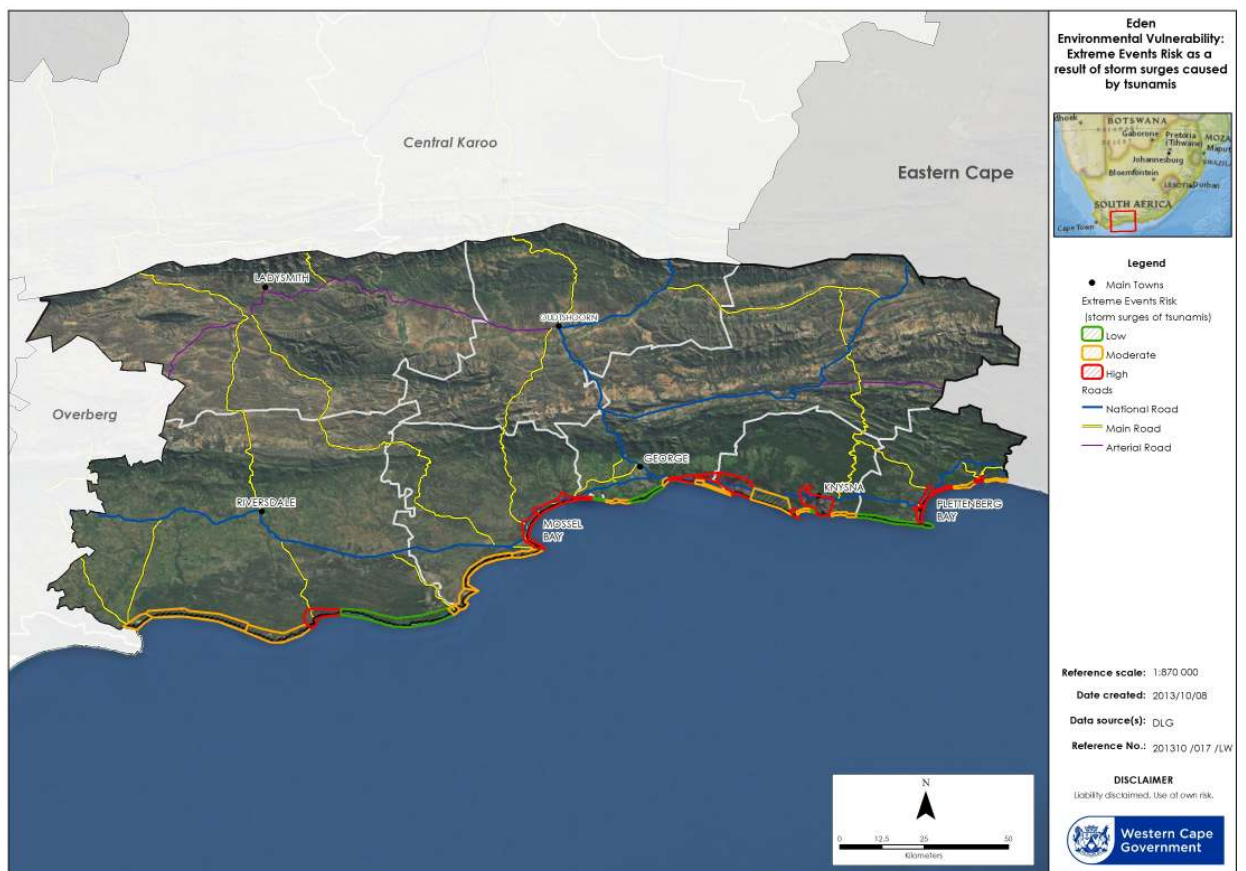 Eden
Environmental Vulnerability:
Extreme Events Risk as a
result of storm surges caused
by tsunamis
BOTSWANA
Gaborone
Pretoria
(Tshwane)
Johannesburg
Bloemfontein
Durban
SOUTH AFRICA
Cape Town
Legend
Main Towns
Extreme Events Risk
(storm surges of tsunamis)
Low
Moderate
High
Roads
National Road
Main Road
Arterial Road
Central Karoo
Eastern Cape
LADYSMITH
OUDTSHOORN
Overberg
GEORGE
KNYSNA
RIVERSDALE
MOSSEL
BAY
PLETTENBERG
BAY
Reference scale: 1:870 000
Date created: 2013/10/08
Data source(s): DLG
Reference No.: 201310 /017 /LW
DISCLAIMER
Liability disclaimed. Use at own risk.
N
0 12,5 25 50
Kilometers
Western Cape
Government